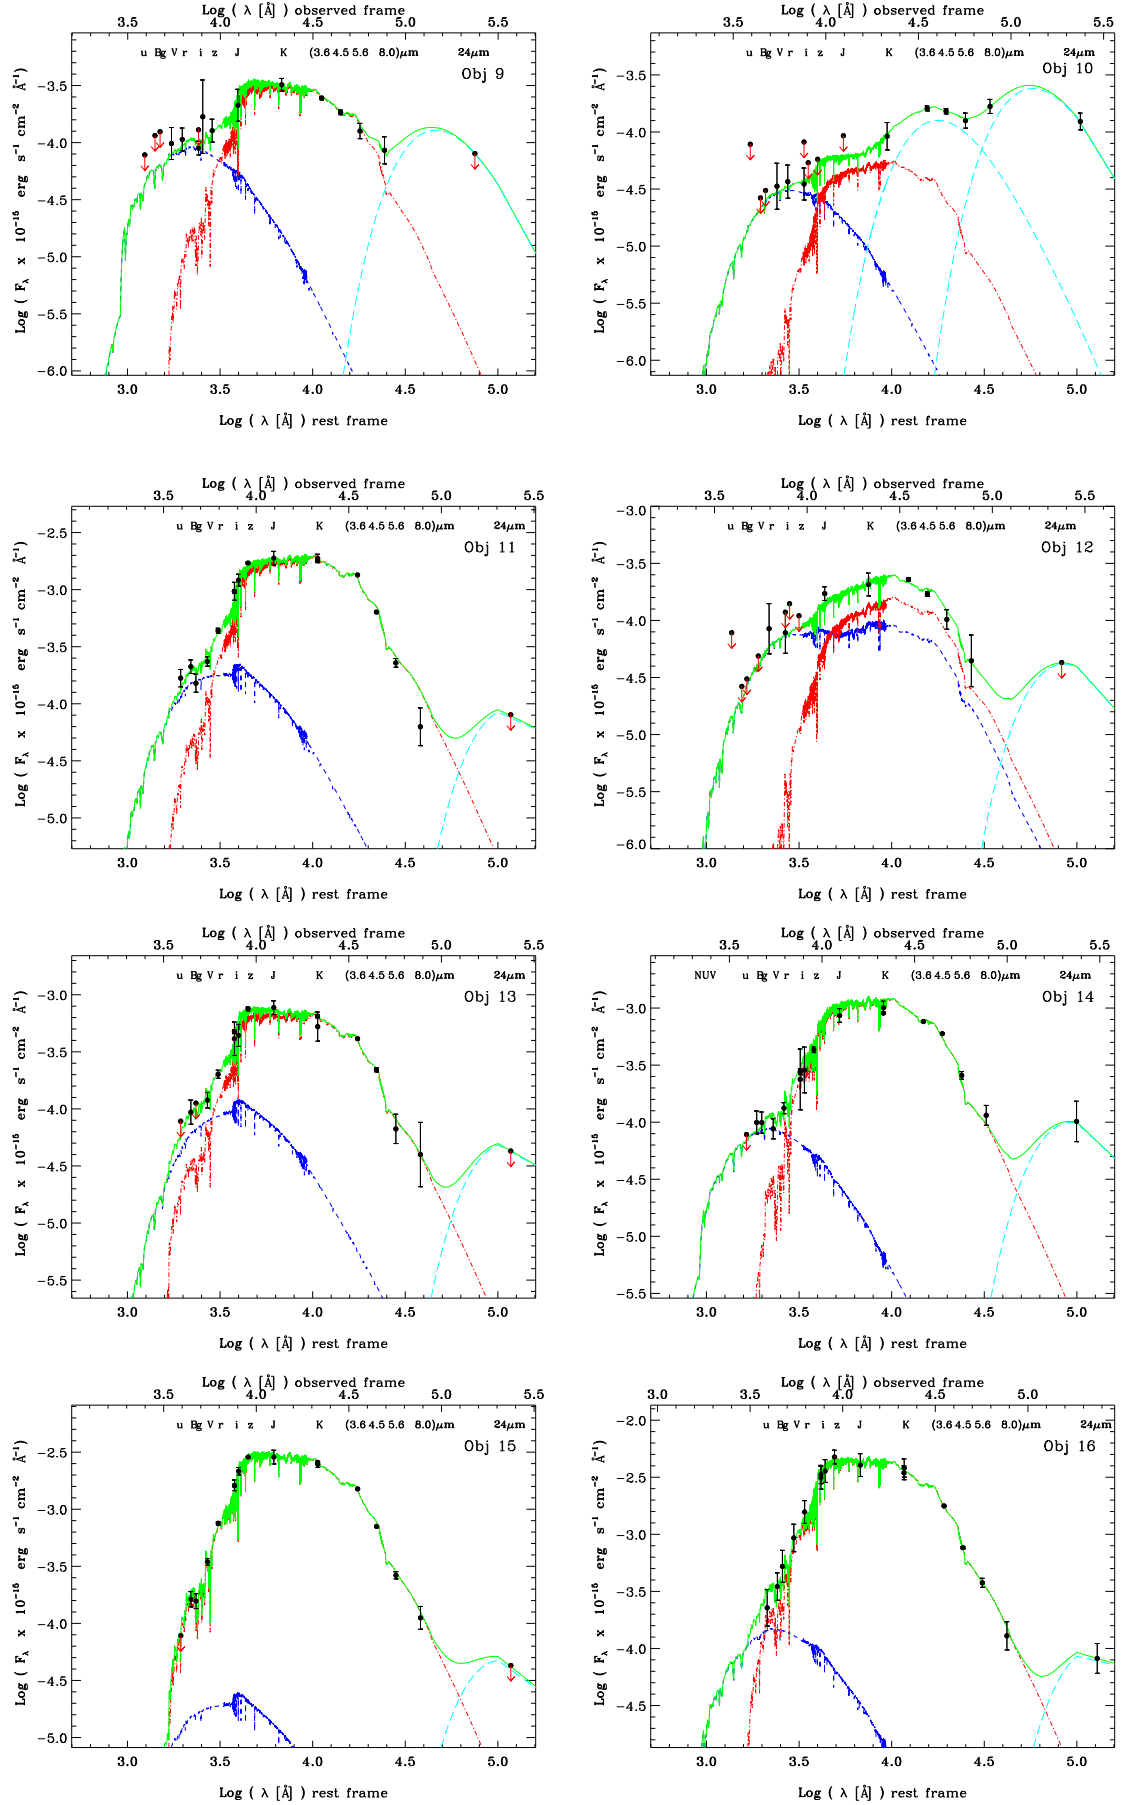 Log ( λ [Å] ) observed frame
Log ( λ [Å] ) observed frame
4.0 4.5 5.0 5.5
3.5 4.0 4.5 5.0 5.5
u Bg V r i z J K (3.6 4.5 5.6 8.0)μm 24μm
u Bg V r i z J K (3.6 4.5 5.6 8.0)μm 24μm
Obj 9
Obj 10
Log ( Fλ x 10⁻¹⁵ erg s⁻¹ cm⁻² Å⁻¹)
−3.5
−4.0
−4.5
−5.0
−5.5
−6.0
Log ( Fλ x 10⁻¹⁵ erg s⁻¹ cm⁻² Å⁻¹)
−3.5
−4.0
−4.5
−5.0
−5.5
−6.0
3.0 3.5 4.0 4.5 5.0
3.0 3.5 4.0 4.5 5.0
Log ( λ [Å] ) rest frame
Log ( λ [Å] ) rest frame
Log ( λ [Å] ) observed frame
Log ( λ [Å] ) observed frame
3.5 4.0 4.5 5.0 5.5
3.5 4.0 4.5 5.0 5.5
u Bg V r i z J K (3.6 4.5 5.6 8.0)μm 24μm
u Bg V r i z J K (3.6 4.5 5.6 8.0)μm 24μm
Obj 11
Obj 12
Log ( Fλ x 10⁻¹⁵ erg s⁻¹ cm⁻² Å⁻¹)
−2.5
−3.0
−3.5
−4.0
−4.5
−5.0
Log ( Fλ x 10⁻¹⁵ erg s⁻¹ cm⁻² Å⁻¹)
−3.0
−3.5
−4.0
−4.5
−5.0
−5.5
−6.0
3.0 3.5 4.0 4.5 5.0
3.0 3.5 4.0 4.5 5.0
Log ( λ [Å] ) rest frame
Log ( λ [Å] ) rest frame
Log ( λ [Å] ) observed frame
Log ( λ [Å] ) observed frame
3.5 4.0 4.5 5.0 5.5
3.5 4.0 4.5 5.0 5.5
u Bg V r i z J K (3.6 4.5 5.6 8.0)μm 24μm
NUV u Bg V r i z J K (3.6 4.5 5.6 8.0)μm 24μm
Obj 13
Obj 14
Log ( Fλ x 10⁻¹⁵ erg s⁻¹ cm⁻² Å⁻¹)
−3.0
−3.5
−4.0
−4.5
−5.0
−5.5
Log ( Fλ x 10⁻¹⁵ erg s⁻¹ cm⁻² Å⁻¹)
−3.0
−3.5
−4.0
−4.5
−5.0
−5.5
3.0 3.5 4.0 4.5 5.0
3.0 3.5 4.0 4.5 5.0
Log ( λ [Å] ) rest frame
Log ( λ [Å] ) rest frame
Log ( λ [Å] ) observed frame
Log ( λ [Å] ) observed frame
3.5 4.0 4.5 5.0 5.5
3.0 3.5 4.0 4.5 5.0
u Bg V r i z J K (3.6 4.5 5.6 8.0)μm 24μm
u Bg V r i z J K (3.6 4.5 5.6 8.0)μm 24μm
Obj 15
Obj 16
Log ( Fλ x 10⁻¹⁵ erg s⁻¹ cm⁻² Å⁻¹)
−2.5
−3.0
−3.5
−4.0
−4.5
−5.0
Log ( Fλ x 10⁻¹⁵ erg s⁻¹ cm⁻² Å⁻¹)
−2.0
−2.5
−3.0
−3.5
−4.0
−4.5
3.0 3.5 4.0 4.5 5.0
3.0 3.5 4.0 4.5 5.0
Log ( λ [Å] ) rest frame
Log ( λ [Å] ) rest frame